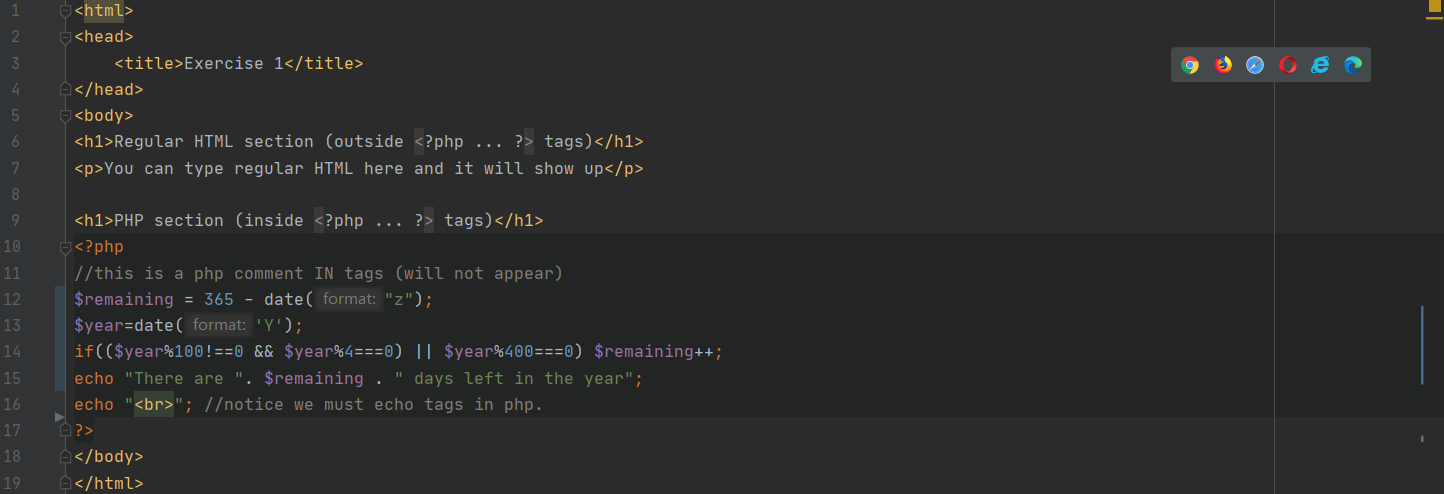 1 <html>
2 <head>
3     <title>Exercise 1</title>
4 </head>
5 <body>
6 <h1>Regular HTML section (outside <?php ... ?> tags)</h1>
7 <p>You can type regular HTML here and it will show up</p>
8
9 <h1>PHP section (inside <?php ... ?> tags)</h1>
10 <?php
11 //this is a php comment IN tags (will not appear)
12 $remaining = 365 - date( format: "z");
13 $year=date( format: 'Y');
14 if(($year%100!==0 && $year%4===0) || $year%400===0) $remaining++;
15 echo "There are ". $remaining . " days left in the year";
16 echo "<br>"; //notice we must echo tags in php.
17 ?>
18 </body>
19 </html>